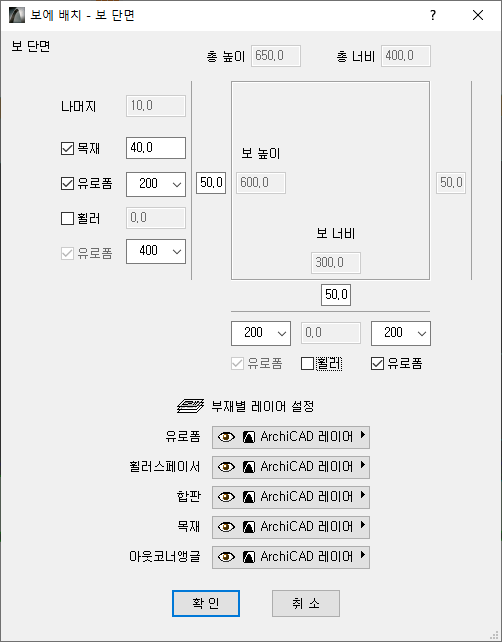 보에 배치 - 보 단면
보 단면
총 높이 650.0 총 너비 400.0
나머지 10.0
목재 40.0
보 높이
유로폼 200 50.0 600.0 50.0
휠러 0.0
보 너비
유로폼 400 300.0
50.0
200 0.0 200
유로폼 휠러 유로폼
부재별 레이어 설정
유로폼 ArchiCAD 레이어
휠러스페이서 ArchiCAD 레이어
합판 ArchiCAD 레이어
목재 ArchiCAD 레이어
아웃코너앵글 ArchiCAD 레이어
확 인 취 소